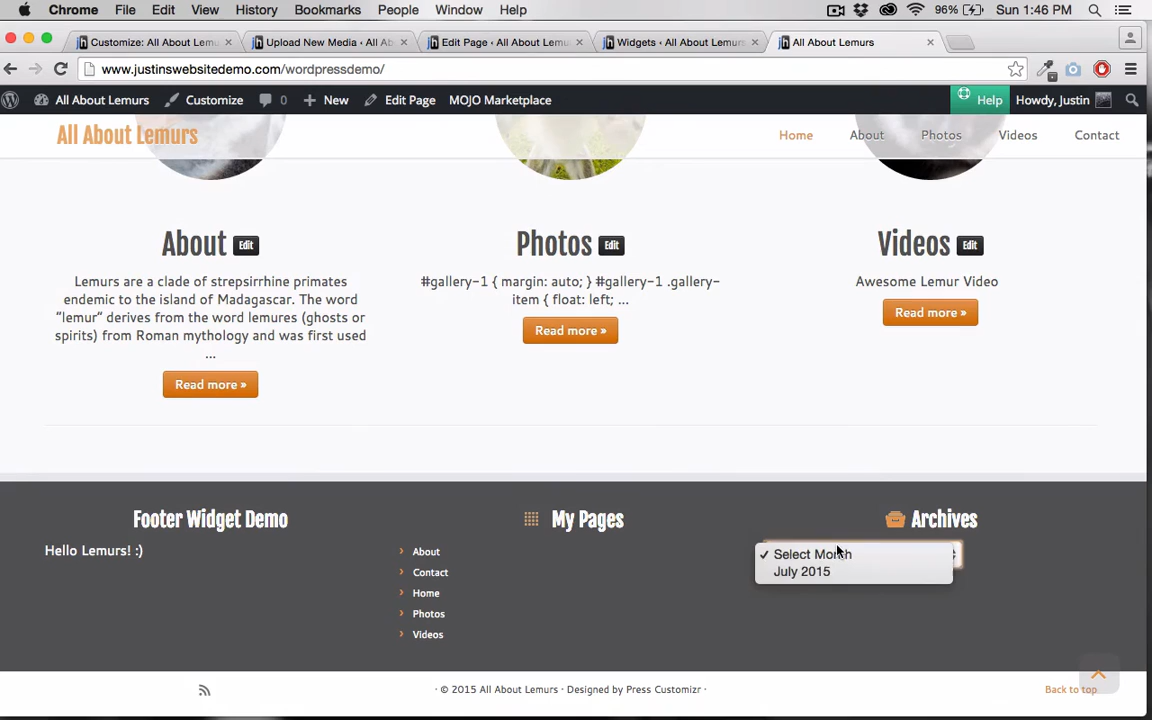 Chrome File Edit View History Bookmarks People Window Help 96% Sun 1:46 PM
Customize: All About Lemu Upload New Media ‹ All Ab Edit Page ‹ All About Lemu Widgets ‹ All About Lemurs All About Lemurs
www.justinswebsitedemo.com/wordpressdemo/
All About Lemurs Customize 0 New Edit Page MOJO Marketplace Help Howdy, Justin
All About Lemurs Home About Photos Videos Contact
About Edit
Lemurs are a clade of strepsirrhine primates
endemic to the island of Madagascar. The word
"lemur" derives from the word lemures (ghosts or
spirits) from Roman mythology and was first used
...
Read more »
Photos Edit
#gallery-1 { margin: auto; } #gallery-1 .gallery-
item { float: left; ...
Read more »
Videos Edit
Awesome Lemur Video
Read more »
Footer Widget Demo
Hello Lemurs! :)
My Pages
About
Contact
Home
Photos
Videos
Archives
✓ Select Month
July 2015
· © 2015 All About Lemurs · Designed by Press Customizr ·
Back to top